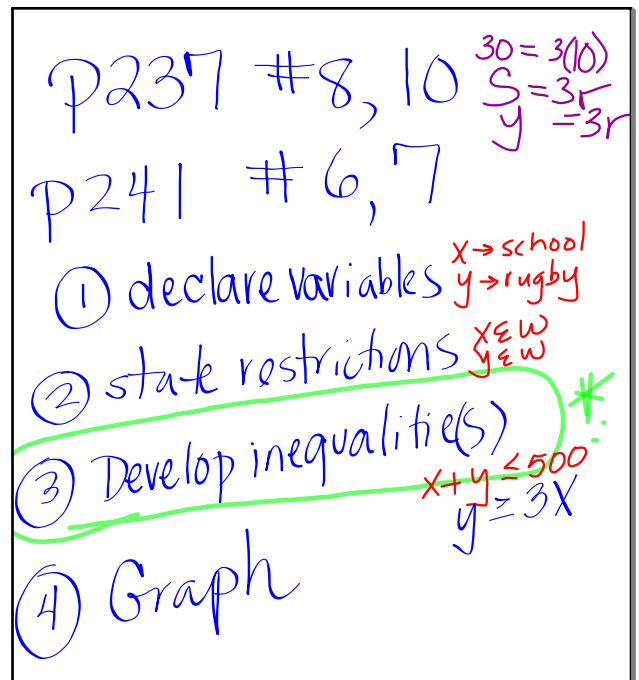 p237 #8, 10
30 = 3(10)
S = 3r
y = 3r
p241 #6, 7
① declare variables
x → school
y → rugby
② state restrictions
x ε W
y ε W
③ Develop inequalitie(s)
*
x + y ≤ 500
y ≥ 3x
④ Graph